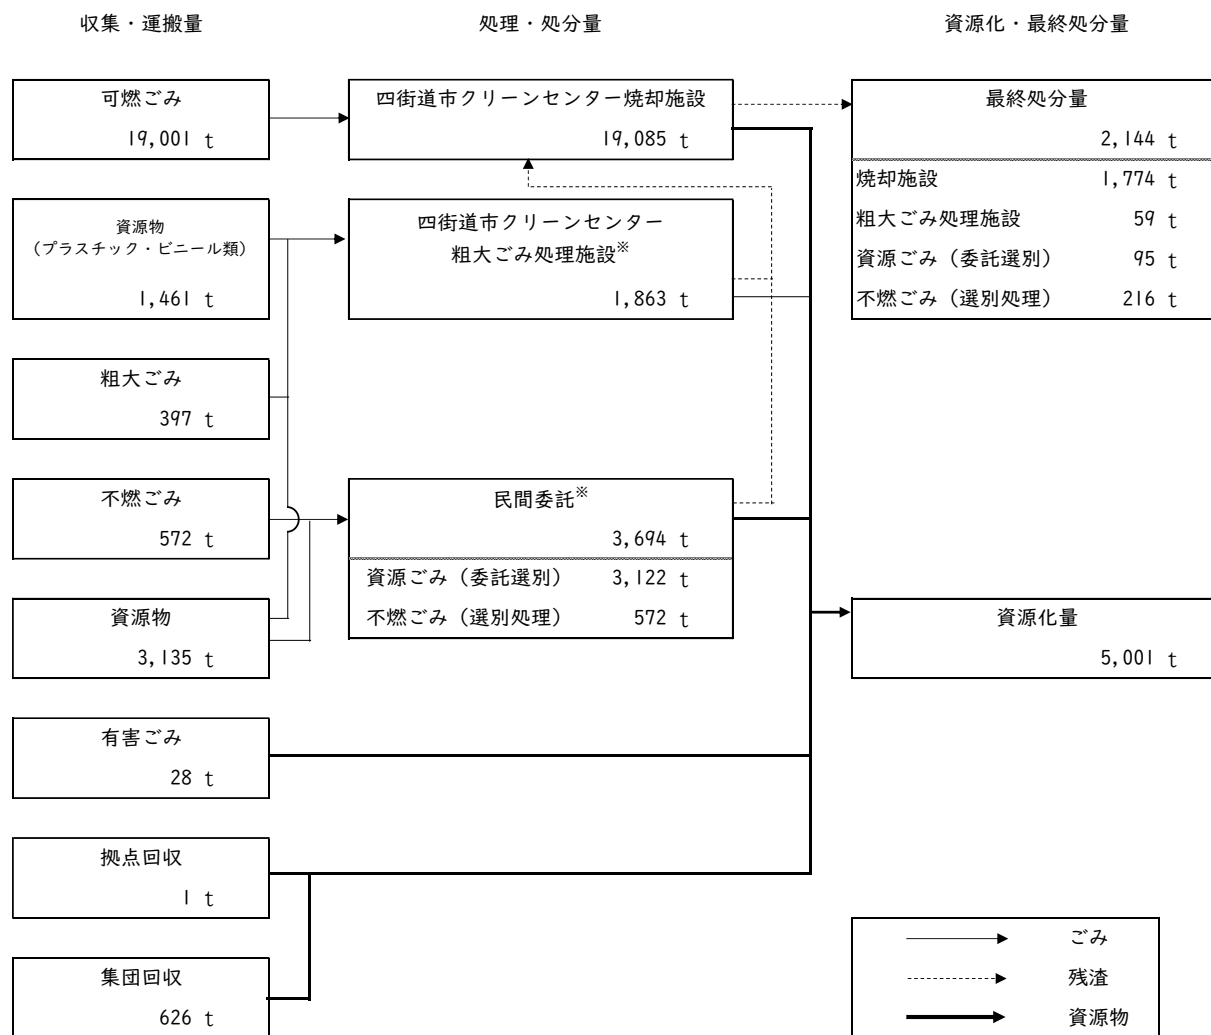 収集・運搬量
処理・処分量
資源化・最終処分量
可燃ごみ
19,001 t
四街道市クリーンセンター焼却施設
19,085 t
最終処分量
2,144 t
焼却施設 1,774 t
粗大ごみ処理施設 59 t
資源ごみ（委託選別） 95 t
不燃ごみ（選別処理） 216 t
資源物
（プラスチック・ビニール類）
1,461 t
四街道市クリーンセンター
粗大ごみ処理施設※
1,863 t
粗大ごみ
397 t
不燃ごみ
572 t
民間委託※
3,694 t
資源ごみ（委託選別） 3,122 t
不燃ごみ（選別処理） 572 t
資源物
3,135 t
資源化量
5,001 t
有害ごみ
28 t
拠点回収
1 t
集団回収
626 t
ごみ
残渣
資源物